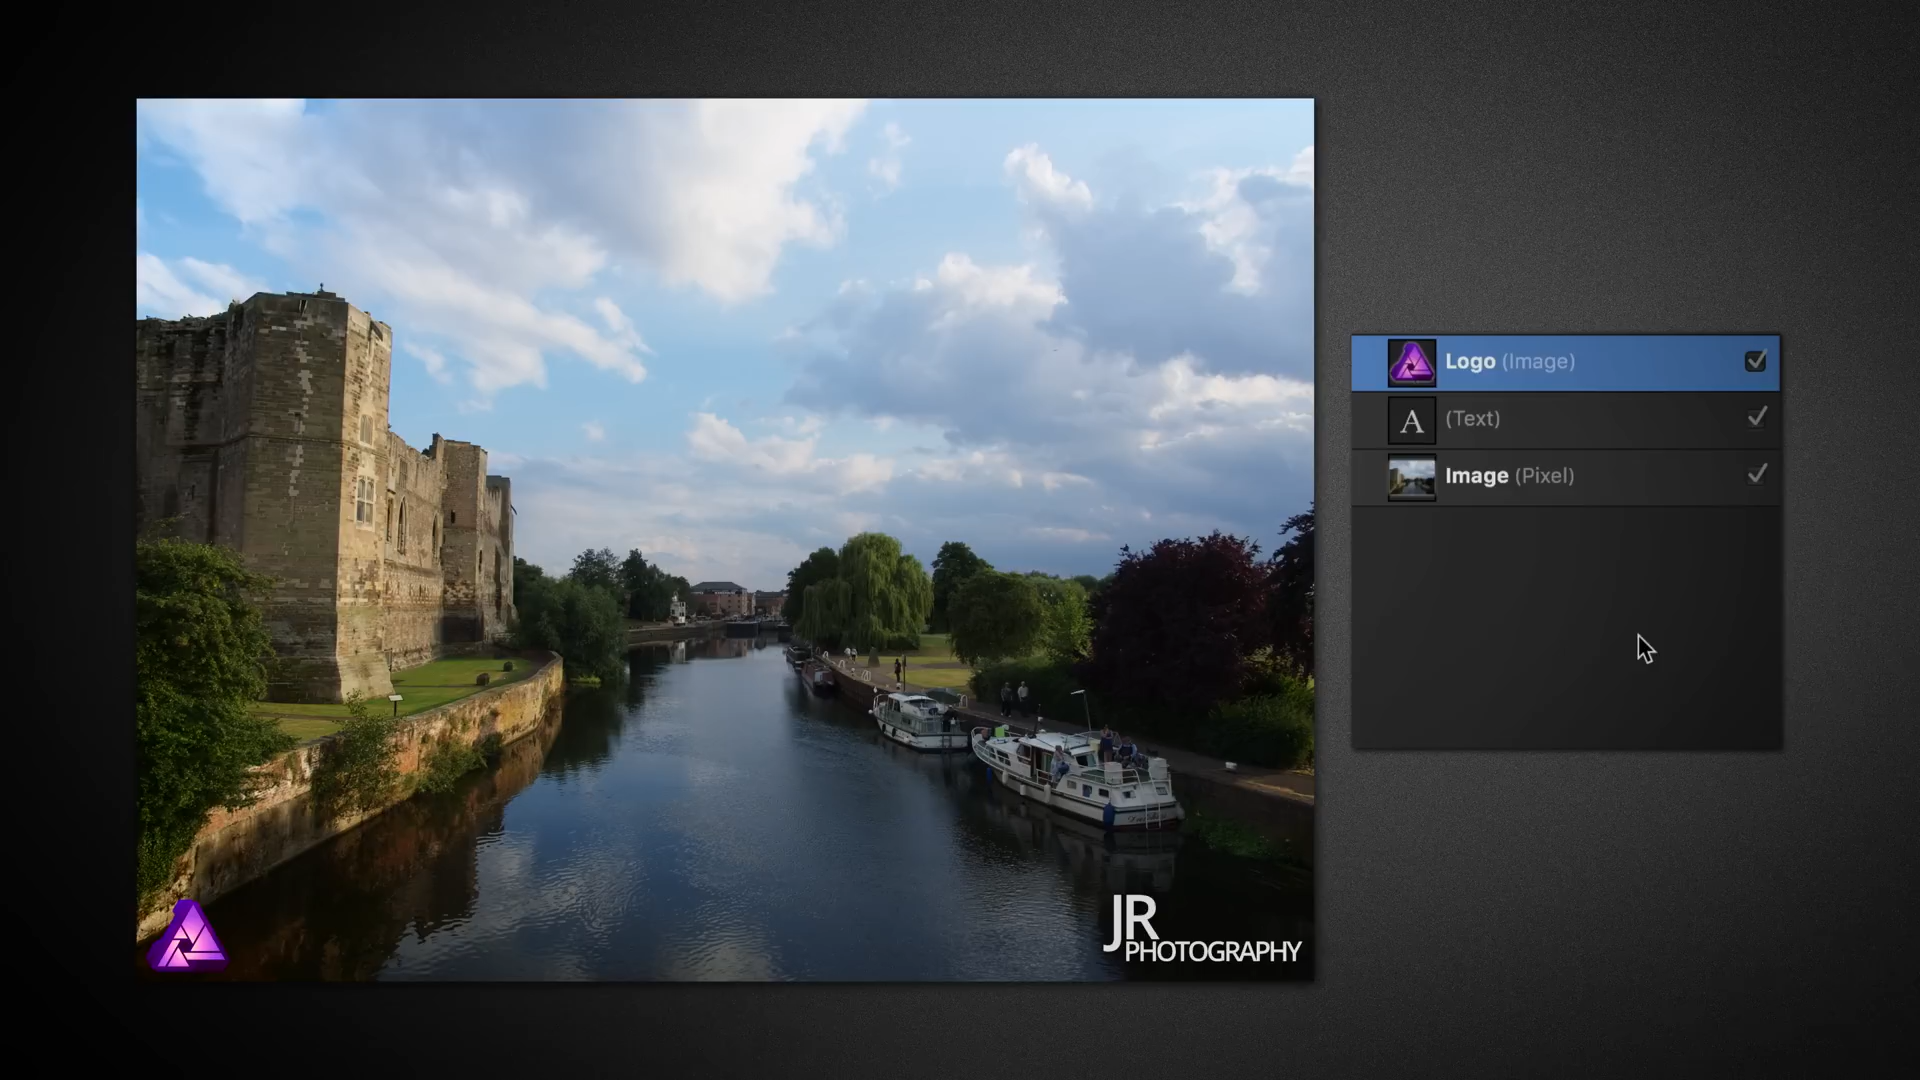 Logo (Image)
A (Text)
Image (Pixel)
JR
PHOTOGRAPHY